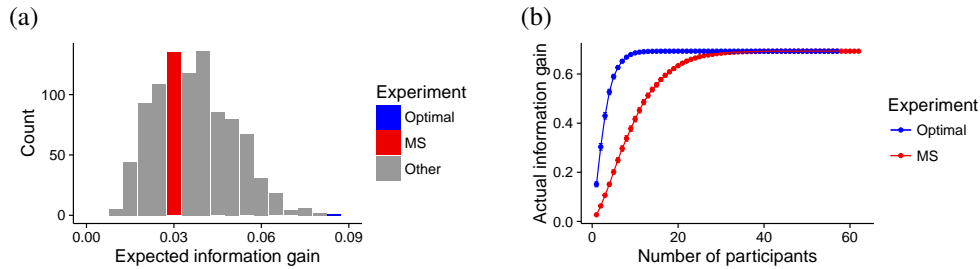 (a)
Count
100
50
0
0.00
0.03
0.06
0.09
Expected information gain
Experiment
Optimal
MS
Other
(b)
Actual information gain
0.6
0.4
0.2
0.0
0
20
40
60
Number of participants
Experiment
Optimal
MS